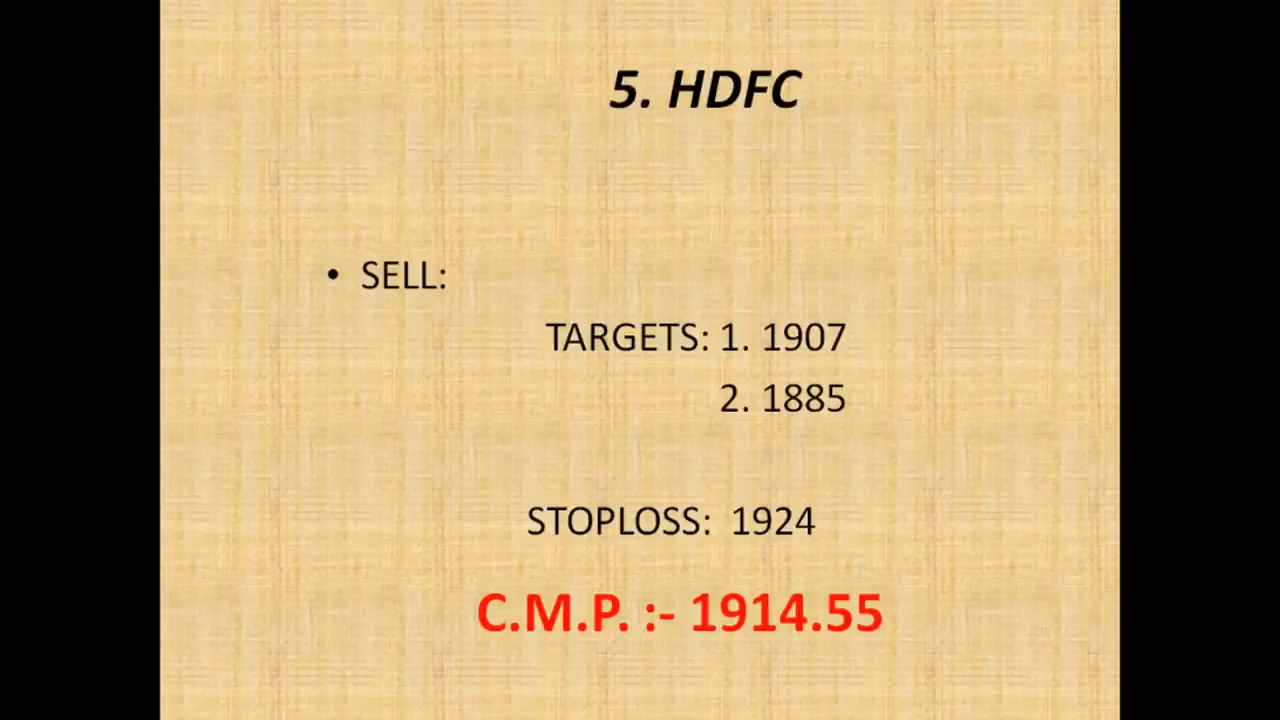 5. HDFC
• SELL:
TARGETS: 1. 1907
2. 1885
STOPLOSS: 1924
C.M.P. :- 1914.55